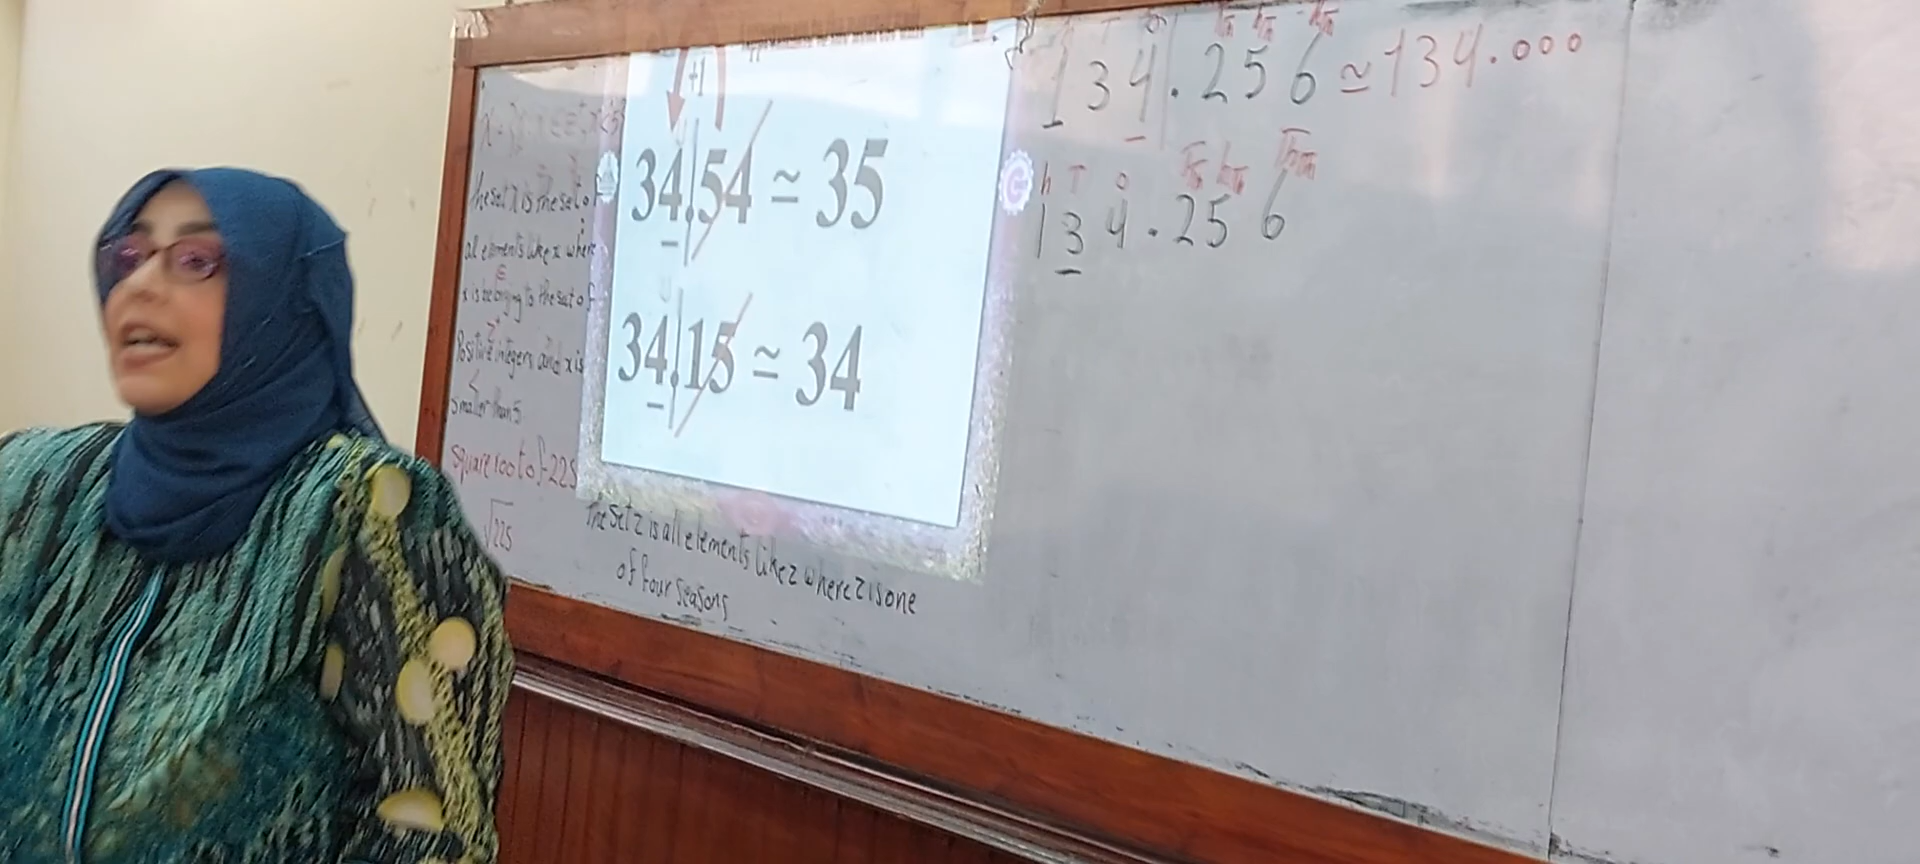 +1
34.54 ≃ 35
34.15 ≃ 34
the set x is the set of
all elements like x where
∈
x is belonging to the set of
Positive integers and x is
<
smaller than 5
square root of 225
√225
The set z is all elements like z where z is one
of four seasons
134.256 ≃ 134.000
h T o
134.256